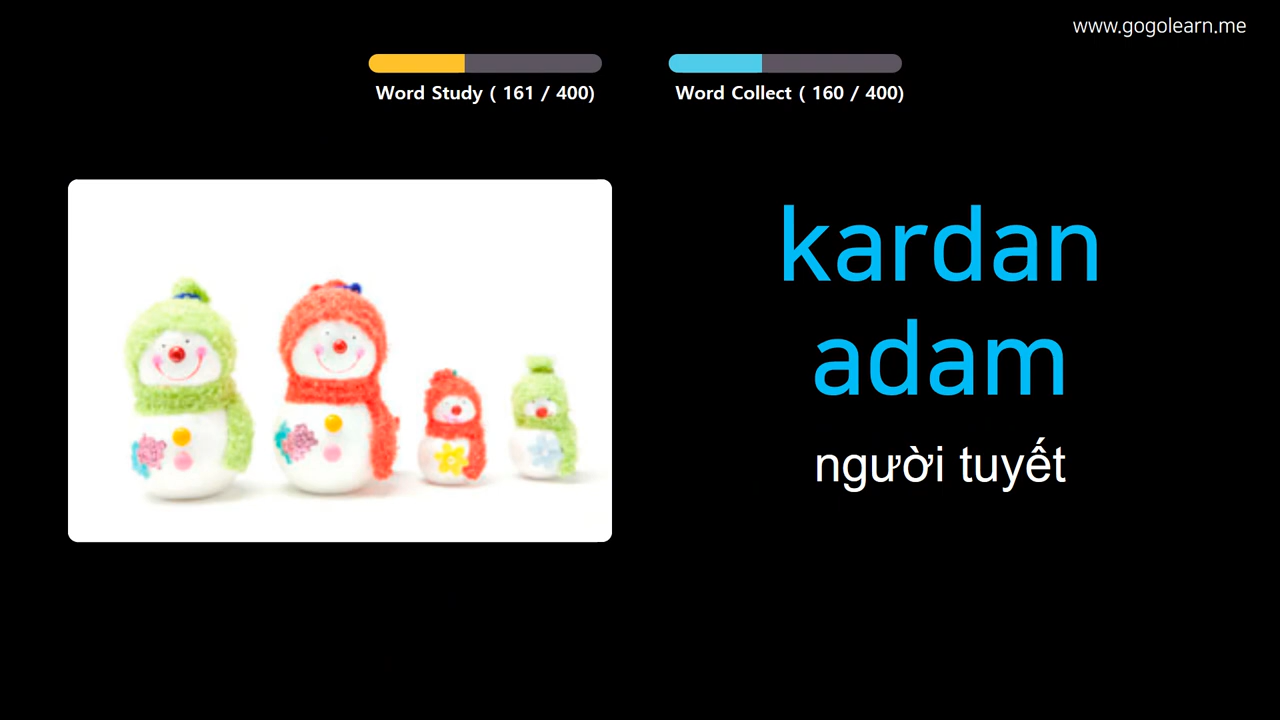 www.gogolearn.me
Word Study ( 161 / 400)
Word Collect ( 160 / 400)
kardan
adam
người tuyết